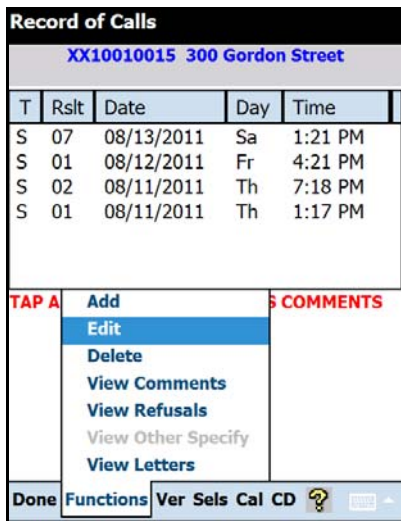 Record of Calls
XX10010015 300 Gordon Street
T Rslt Date Day Time
S 07 08/13/2011 Sa 1:21 PM
S 01 08/12/2011 Fr 4:21 PM
S 02 08/11/2011 Th 7:18 PM
S 01 08/11/2011 Th 1:17 PM
TAP A COMMENTS
Add
Edit
Delete
View Comments
View Refusals
View Other Specify
View Letters
Done Functions Ver Sels Cal CD ?